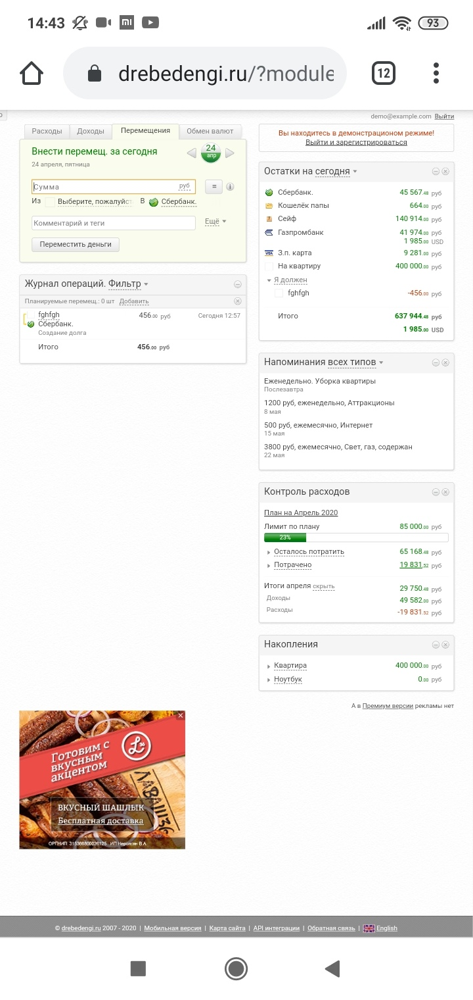 14:43
93
drebedengi.ru/?module
12
demo@example.com Выйти
Расходы Доходы Перемещения Обмен валют
Внести перемещ. за сегодня
24 апр
24 апреля, пятница
Сумма руб =
Из Выберите, пожалуйст В Сбербанк.
Комментарий и теги Ещё
Переместить деньги
Журнал операций. Фильтр
Планируемые перемещ.: 0 шт Добавить
fghfgh 456.00 руб Сегодня 12:57
Сбербанк.
Создание долга
Итого 456.00 руб
Вы находитесь в демонстрационом режиме!
Выйти и зарегистрироваться
Остатки на сегодня
Сбербанк. 45 567.48 руб
Кошелёк папы 664.00 руб
Сейф 140 914.00 руб
Газпромбанк 41 974.00 руб
1 985.00 USD
VISA З.п. карта 9 281.00 руб
На квартиру 400 000.00 руб
Я должен
fghfgh -456.00 руб
Итого 637 944.48 руб
1 985.00 USD
Напоминания всех типов
Еженедельно. Уборка квартиры
Послезавтра
1200 руб, еженедельно, Аттракционы
8 мая
500 руб, ежемесячно, Интернет
15 мая
3800 руб, ежемесячно, Свет, газ, содержан
22 мая
Контроль расходов
План на Апрель 2020
Лимит по плану 85 000.00 руб
23%
Осталось потратить 65 168.48 руб
Потрачено 19 831.52 руб
Итоги апреля скрыть 29 750.48 руб
Доходы 49 582.00 руб
Расходы -19 831.52 руб
Накопления
Квартира 400 000.00 руб
Ноутбук 0.00 руб
А в Премиум версии рекламы нет
Готовим с
вкусным
акцентом
ЛАВАШ36
ВКУСНЫЙ ШАШЛЫК
Бесплатная доставка
ОРГНИП: 315366800026125 ИП Нерсисян В.А.
© drebedengi.ru 2007 - 2020 | Мобильная версия | Карта сайта | API интеграции | Обратная связь | English